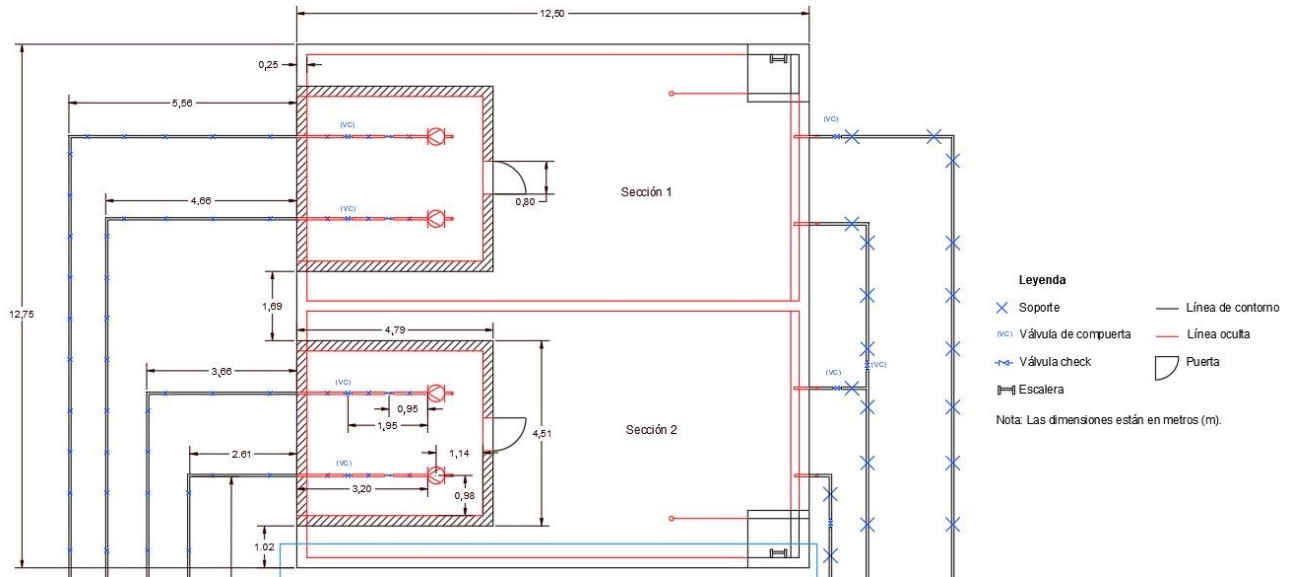 12,50
0,25
5,56
(VC)
(VC)
4,66
(VC)
0,80
Sección 1
12,75
1,69
4,79
3,66
(VC)
(VC)
(VC)
0,95
1,95
Sección 2
4,51
1,14
2.61
(VC)
3,20
0,98
1.02
Leyenda
Soporte
Línea de contorno
(VC) Válvula de compuerta
Línea oculta
Válvula check
Puerta
Escalera
Nota: Las dimensiones están en metros (m).